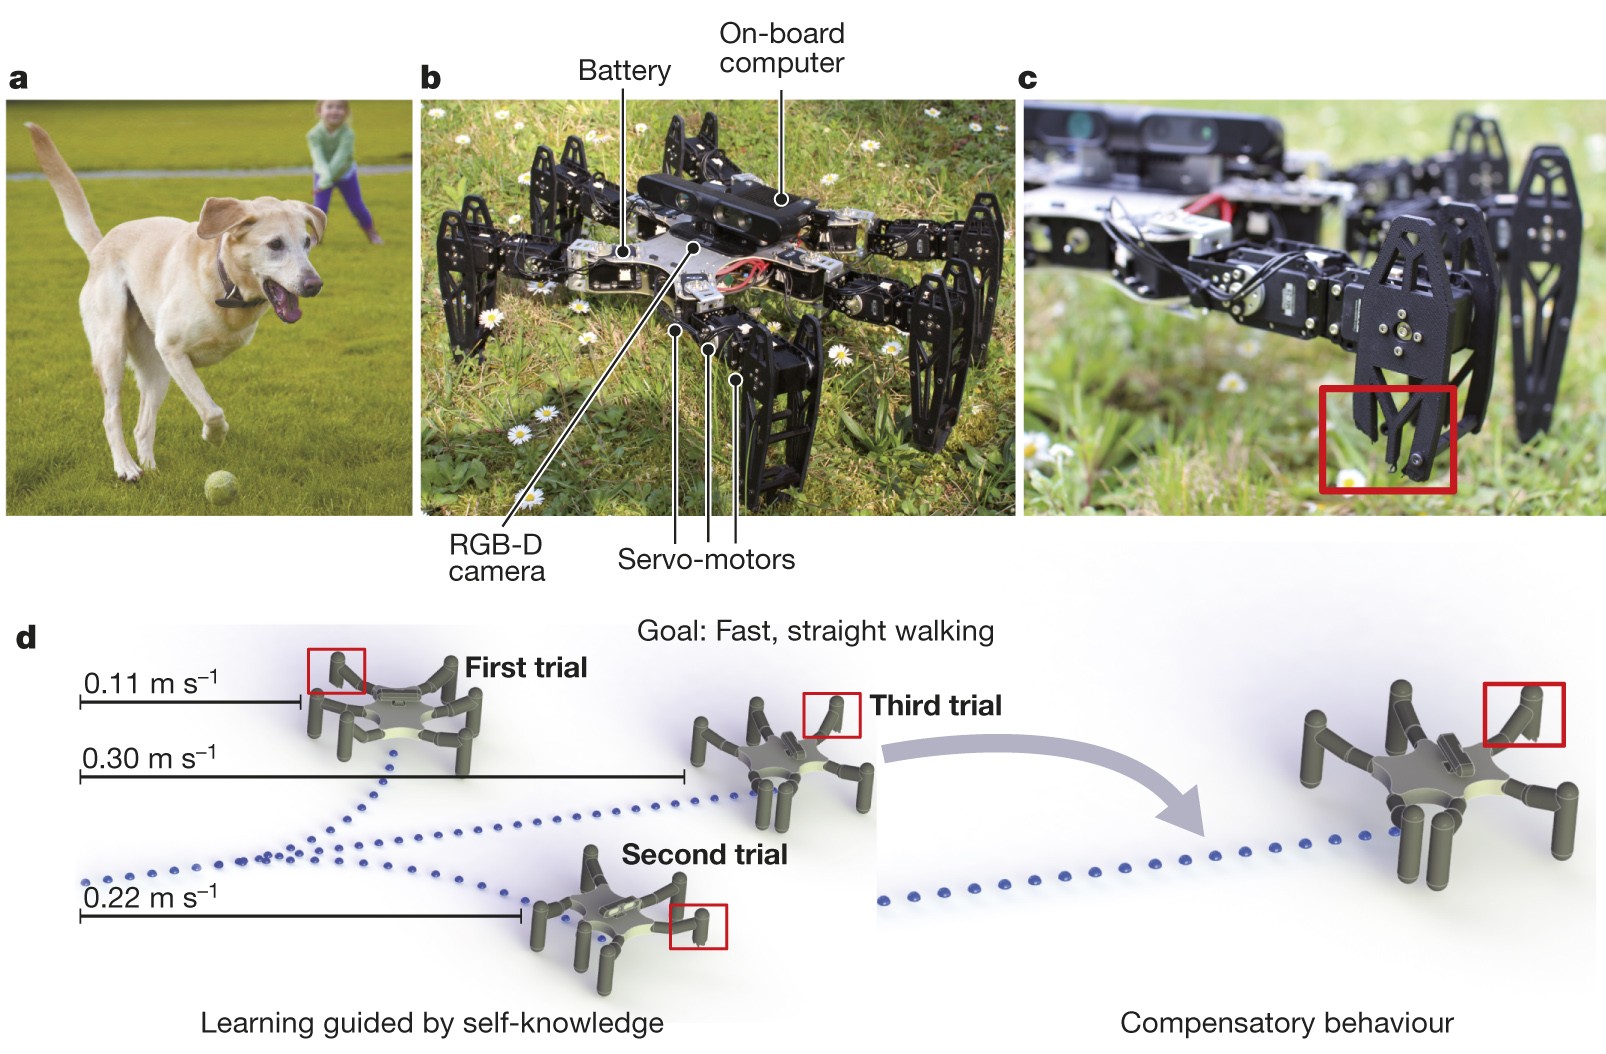 a
b
c
Battery
On-board
computer
RGB-D
camera
Servo-motors
d
Goal: Fast, straight walking
0.11 m s⁻¹
First trial
Third trial
0.30 m s⁻¹
Second trial
0.22 m s⁻¹
Learning guided by self-knowledge
Compensatory behaviour